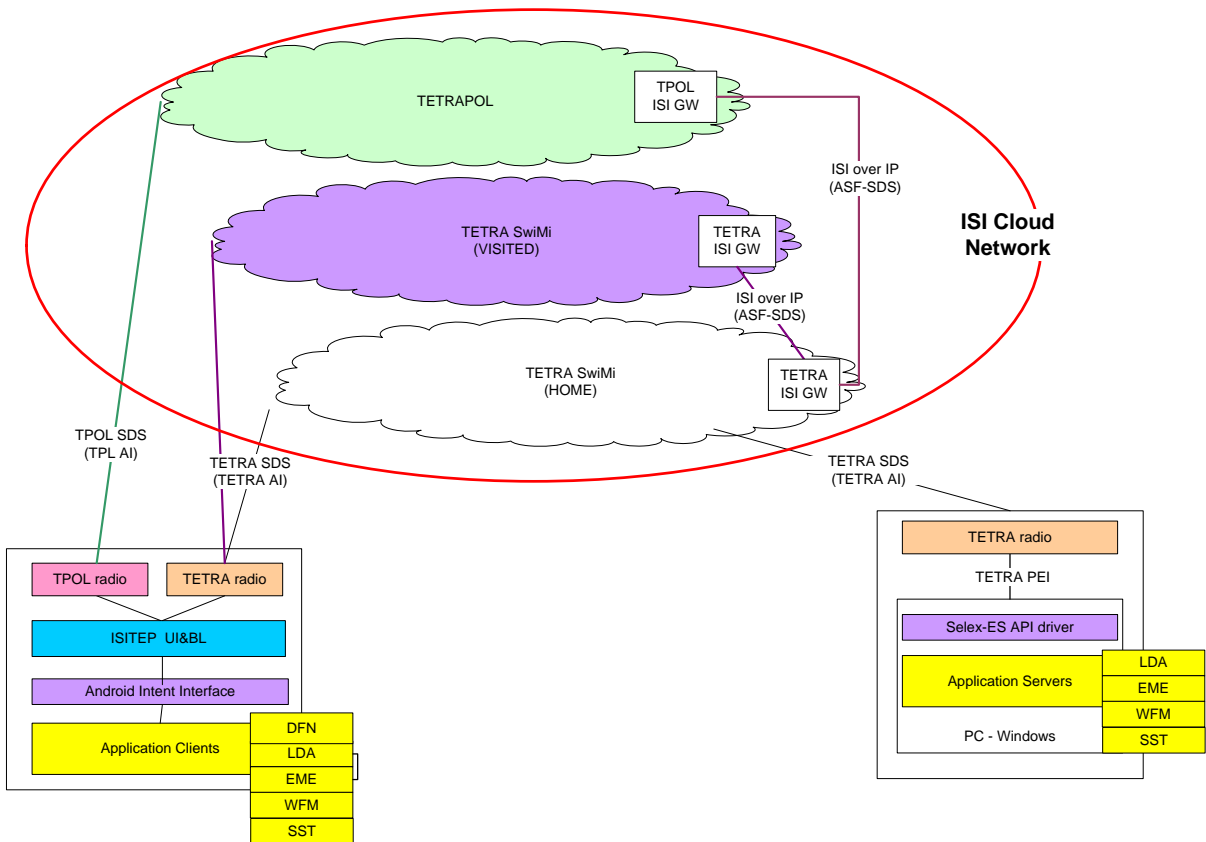 TETRAPOL
TPOL
ISI GW
ISI over IP
(ASF-SDS)
ISI Cloud
Network
TETRA SwiMi
(VISITED)
TETRA
ISI GW
ISI over IP
(ASF-SDS)
TETRA SwiMi
(HOME)
TETRA
ISI GW
TPOL SDS
(TPL AI)
TETRA SDS
(TETRA AI)
TETRA SDS
(TETRA AI)
TPOL radio
TETRA radio
ISITEP UI&BL
Android Intent Interface
Application Clients
DFN
LDA
EME
WFM
SST
TETRA radio
TETRA PEI
Selex-ES API driver
Application Servers
PC - Windows
LDA
EME
WFM
SST